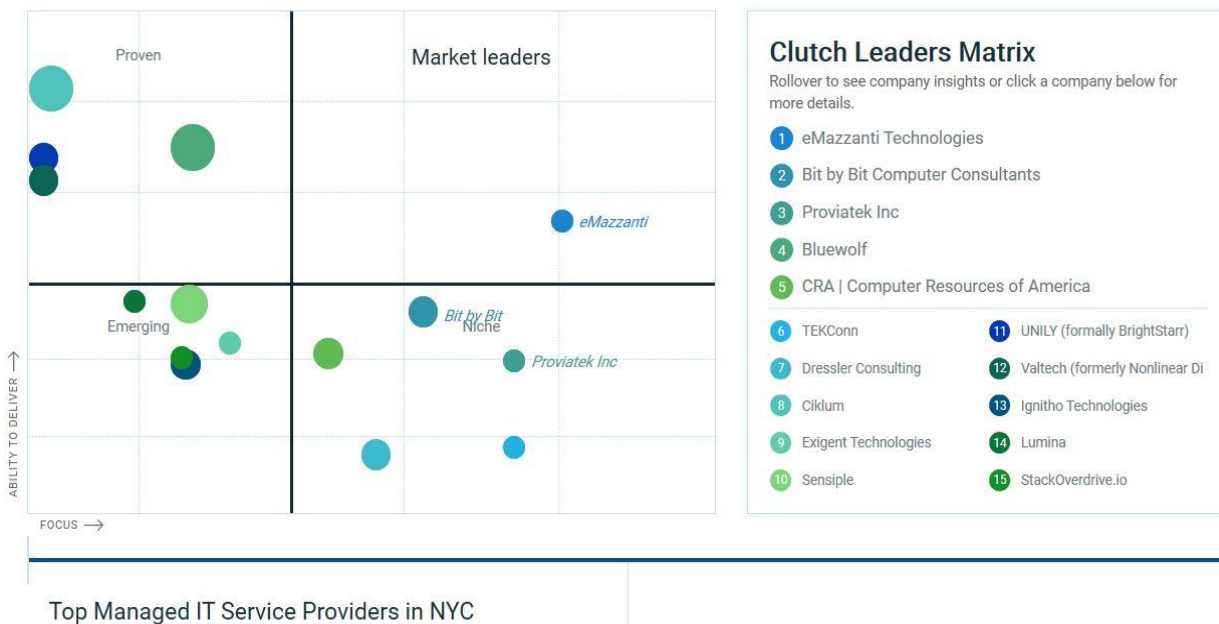 Proven
Market leaders
eMazzanti
Emerging
Bit by Bit
Niche
Proviatek Inc
ABILITY TO DELIVER
FOCUS
Clutch Leaders Matrix
Rollover to see company insights or click a company below for
more details.
1 eMazzanti Technologies
2 Bit by Bit Computer Consultants
3 Proviatek Inc
4 Bluewolf
5 CRA | Computer Resources of America
6 TEKConn
7 Dressler Consulting
8 Ciklum
9 Exigent Technologies
10 Sensiple
11 UNILY (formally BrightStarr)
12 Valtech (formerly Nonlinear Di
13 Ignitho Technologies
14 Lumina
15 StackOverdrive.io
Top Managed IT Service Providers in NYC